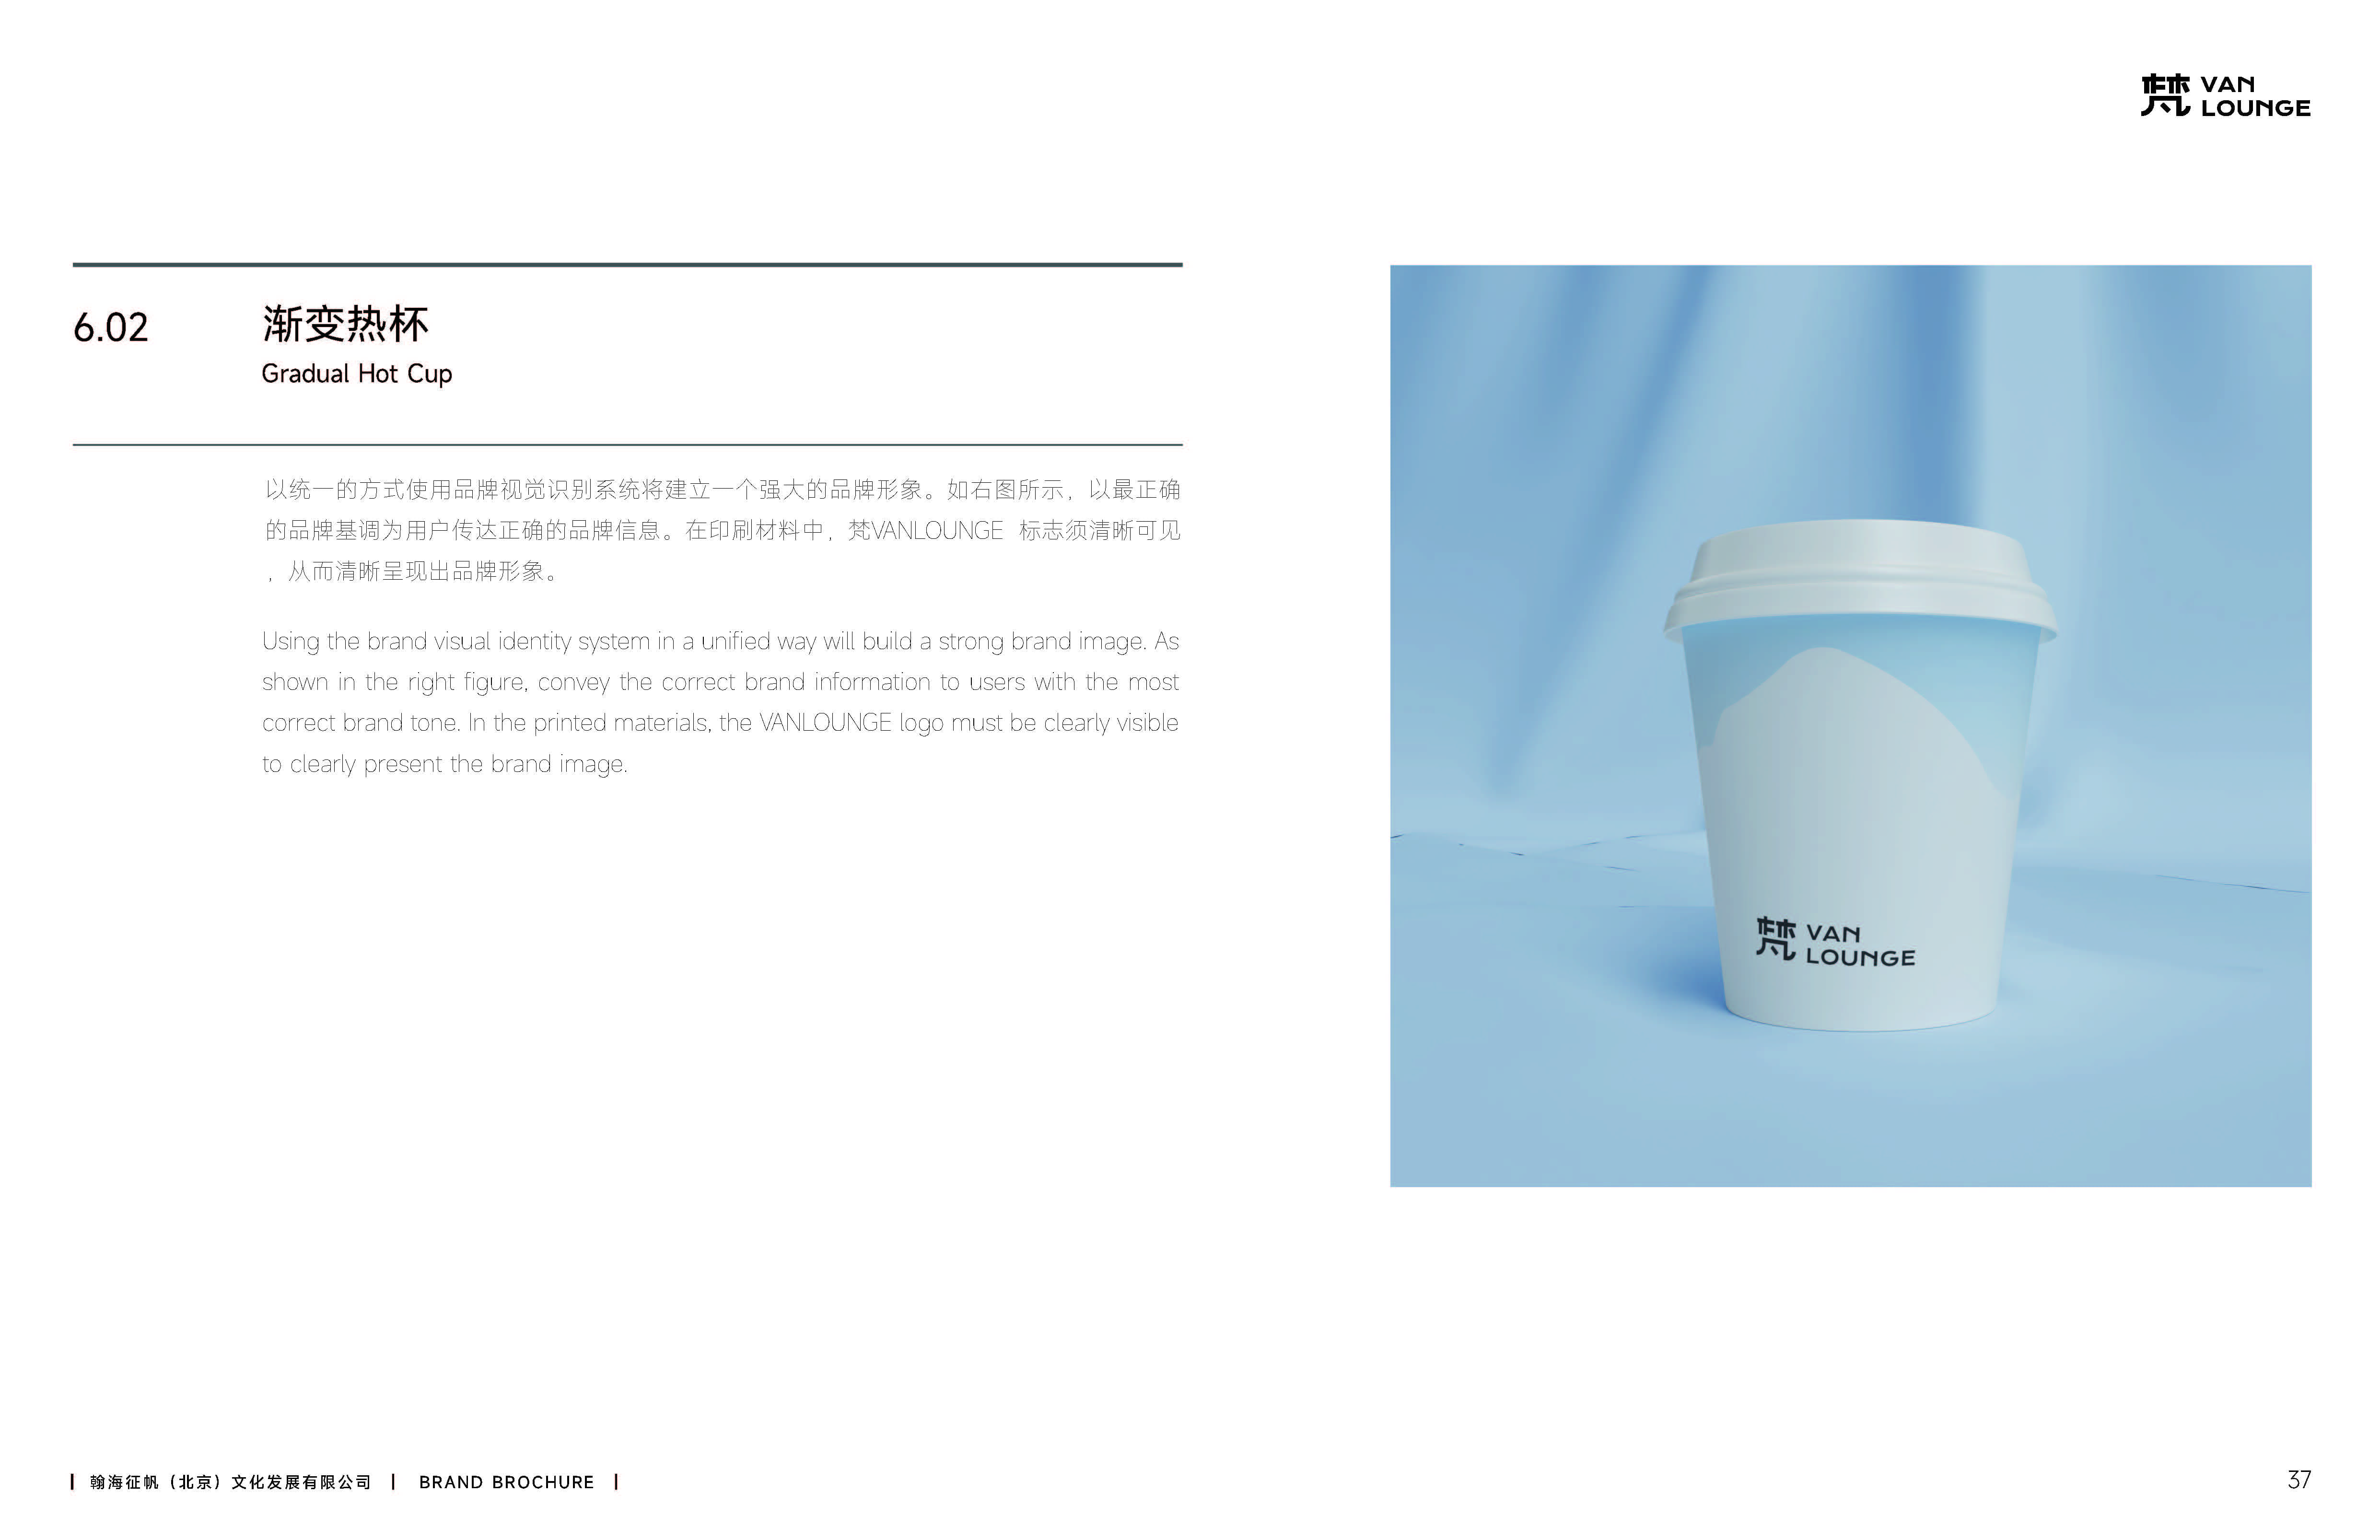 梵 VAN
LOUNGE
6.02
渐变热杯
Gradual Hot Cup
以统一的方式使用品牌视觉识别系统将建立一个强大的品牌形象。如右图所示，以最正确
的品牌基调为用户传达正确的品牌信息。在印刷材料中，梵VANLOUNGE 标志须清晰可见
，从而清晰呈现出品牌形象。
Using the brand visual identity system in a unified way will build a strong brand image. As
shown in the right figure, convey the correct brand information to users with the most
correct brand tone. In the printed materials, the VANLOUNGE logo must be clearly visible
to clearly present the brand image.
梵 VAN
LOUNGE
翰海征帆（北京）文化发展有限公司 | BRAND BROCHURE |
37